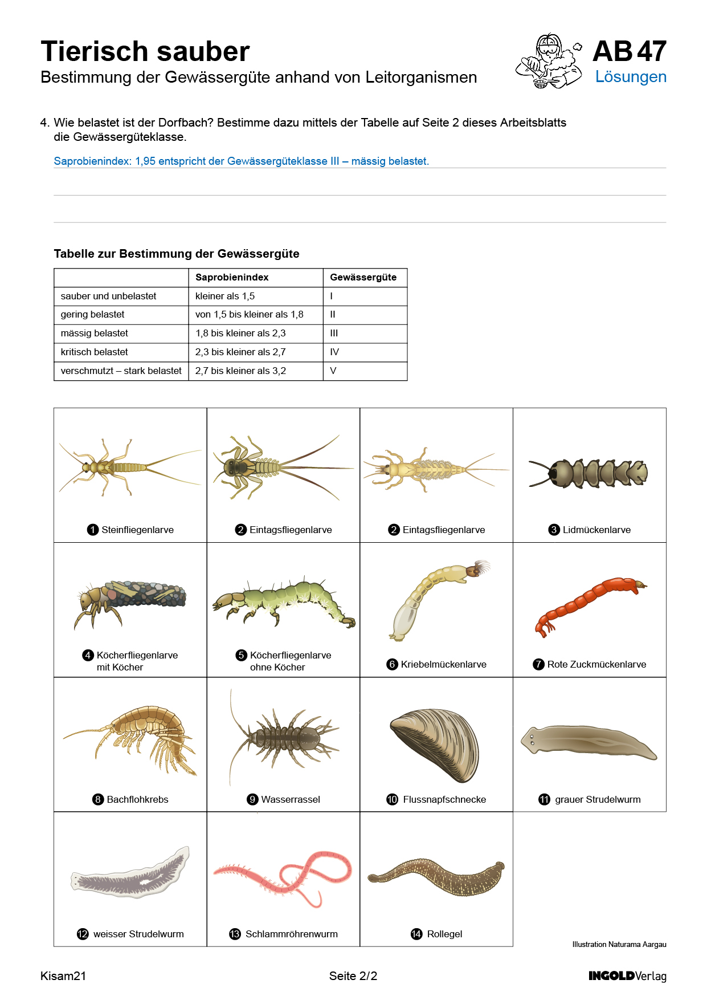 Tierisch sauber
Bestimmung der Gewässergüte anhand von Leitorganismen
AB 47
Lösungen
4. Wie belastet ist der Dorfbach? Bestimme dazu mittels der Tabelle auf Seite 2 dieses Arbeitsblatts
die Gewässergüteklasse.
Saprobienindex: 1,95 entspricht der Gewässergüteklasse III – mässig belastet.
Tabelle zur Bestimmung der Gewässergüte
Saprobienindex Gewässergüte
sauber und unbelastet kleiner als 1,5 I
gering belastet von 1,5 bis kleiner als 1,8 II
mässig belastet 1,8 bis kleiner als 2,3 III
kritisch belastet 2,3 bis kleiner als 2,7 IV
verschmutzt – stark belastet 2,7 bis kleiner als 3,2 V
1 Steinfliegenlarve
2 Eintagsfliegenlarve
2 Eintagsfliegenlarve
3 Lidmückenlarve
4 Köcherfliegenlarve
mit Köcher
5 Köcherfliegenlarve
ohne Köcher
6 Kriebelmückenlarve
7 Rote Zuckmückenlarve
8 Bachflohkrebs
9 Wasserrassel
10 Flussnapfschnecke
11 grauer Strudelwurm
12 weisser Strudelwurm
13 Schlammröhrenwurm
14 Rollegel
Illustration Naturama Aargau
Kisam21
Seite 2/2
INGOLDVerlag